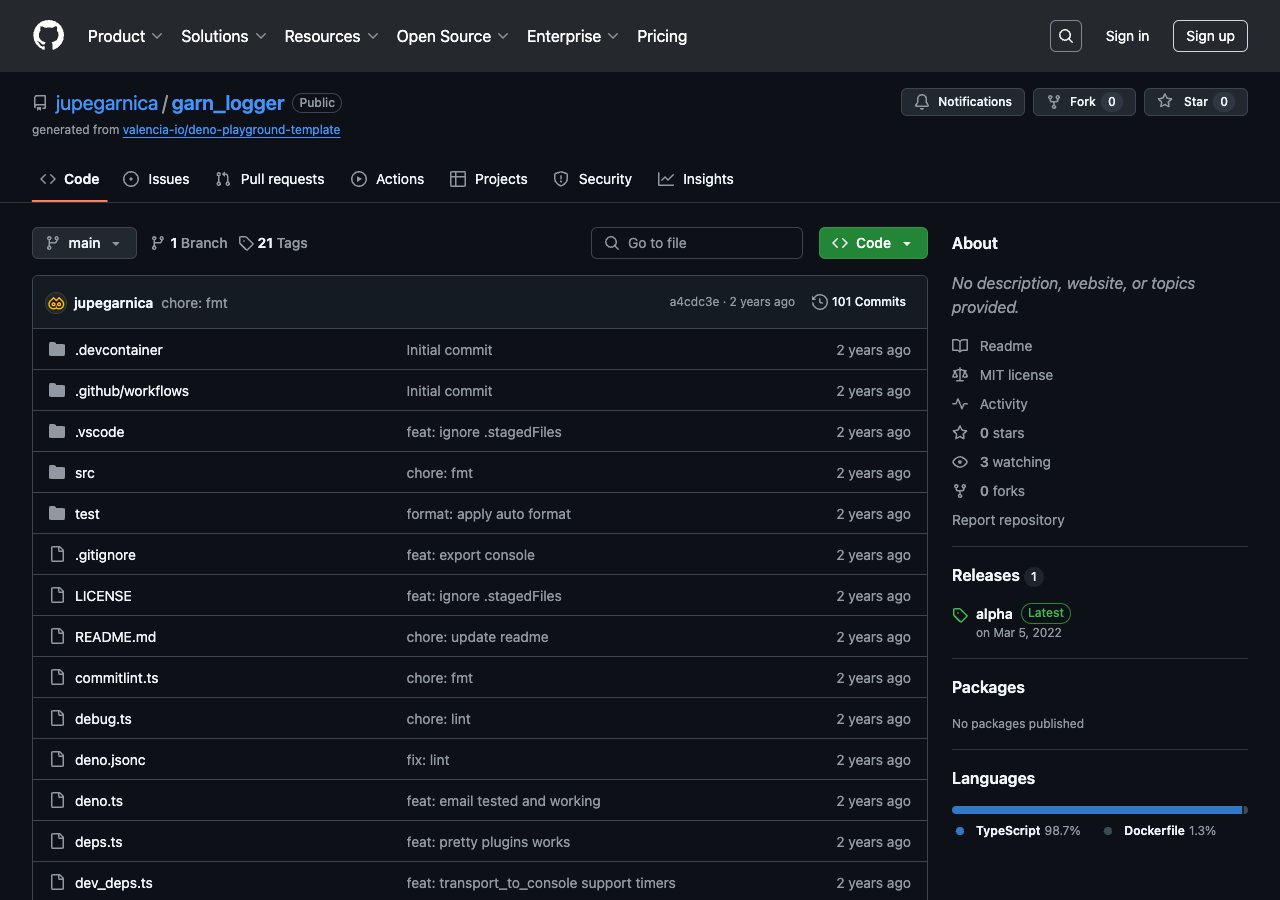 Product Solutions Resources Open Source Enterprise Pricing Sign in Sign up
jupegarnica / garn_logger Public Notifications Fork 0 Star 0
generated from valencia-io/deno-playground-template
Code Issues Pull requests Actions Projects Security Insights
main 1 Branch 21 Tags Go to file Code
jupegarnica chore: fmt a4cdc3e · 2 years ago 101 Commits
.devcontainer Initial commit 2 years ago
.github/workflows Initial commit 2 years ago
.vscode feat: ignore .stagedFiles 2 years ago
src chore: fmt 2 years ago
test format: apply auto format 2 years ago
.gitignore feat: export console 2 years ago
LICENSE feat: ignore .stagedFiles 2 years ago
README.md chore: update readme 2 years ago
commitlint.ts chore: fmt 2 years ago
debug.ts chore: lint 2 years ago
deno.jsonc fix: lint 2 years ago
deno.ts feat: email tested and working 2 years ago
deps.ts feat: pretty plugins works 2 years ago
dev_deps.ts feat: transport_to_console support timers 2 years ago
About
No description, website, or topics
provided.
Readme
MIT license
Activity
0 stars
3 watching
0 forks
Report repository
Releases 1
alpha Latest
on Mar 5, 2022
Packages
No packages published
Languages
TypeScript 98.7% Dockerfile 1.3%